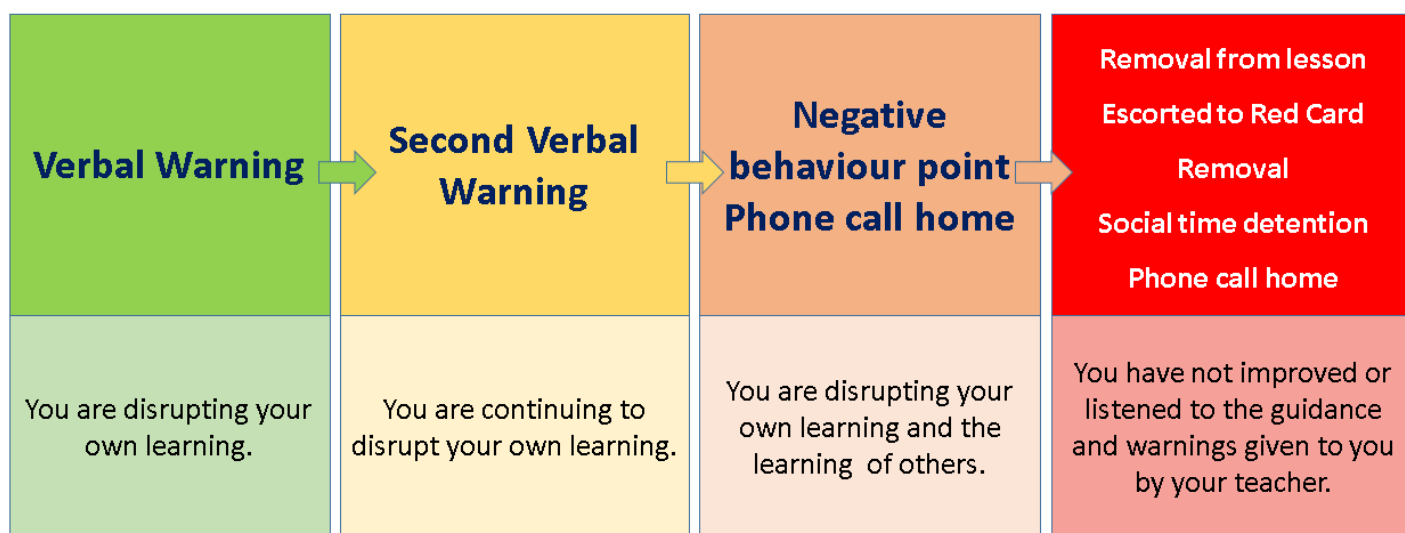 Verbal Warning
You are disrupting your
own learning.
Second Verbal
Warning
You are continuing to
disrupt your own learning.
Negative
behaviour point
Phone call home
You are disrupting your
own learning and the
learning of others.
Removal from lesson
Escorted to Red Card
Removal
Social time detention
Phone call home
You have not improved or
listened to the guidance
and warnings given to you
by your teacher.